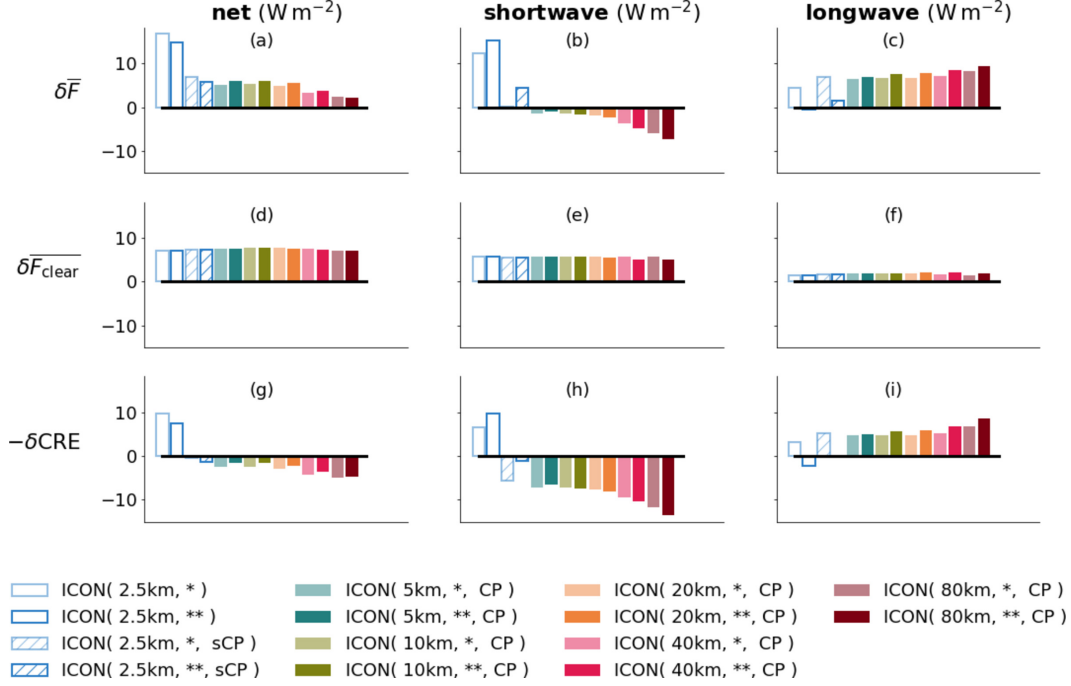 net (W m⁻²) shortwave (W m⁻²) longwave (W m⁻²)
(a) (b) (c)
10
δF̅
0
−10
(d) (e) (f)
10
δF̅_clear
0
−10
(g) (h) (i)
10
−δCRE
0
−10
ICON( 2.5km, * ) ICON( 5km, *, CP ) ICON( 20km, *, CP ) ICON( 80km, *, CP )
ICON( 2.5km, ** ) ICON( 5km, **, CP ) ICON( 20km, **, CP ) ICON( 80km, **, CP )
ICON( 2.5km, *, sCP ) ICON( 10km, *, CP ) ICON( 40km, *, CP )
ICON( 2.5km, **, sCP ) ICON( 10km, **, CP ) ICON( 40km, **, CP )